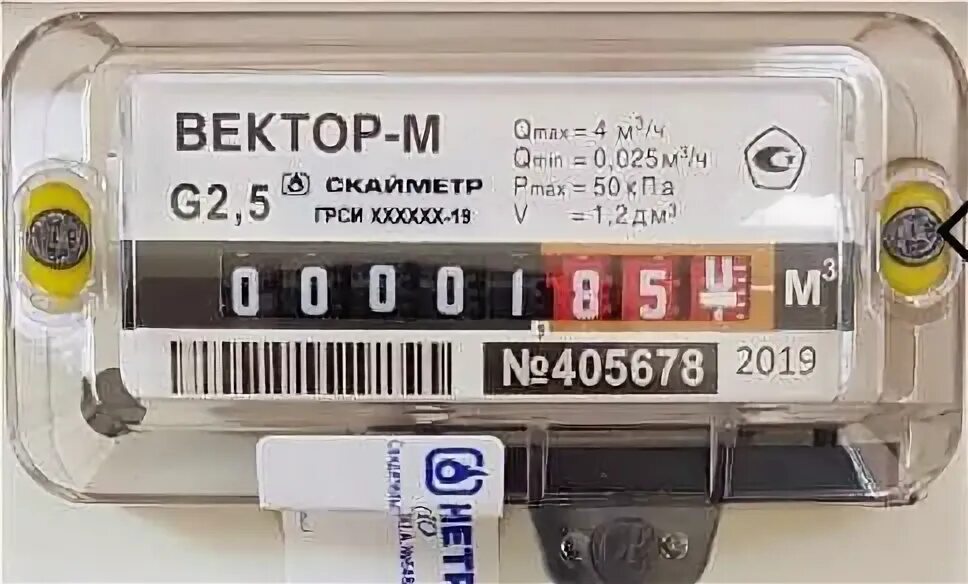 ВЕКТОР-М
G2,5 СКАЙМЕТР
ГРСИ XXXXXX-19
Qmax = 4 м³/ч
Qmin = 0,025 м³/ч
Pmax = 50 кПа
V = 1,2 дм³
0 0 0 0 1 8 5
М³
№405678 2019
НЕТР